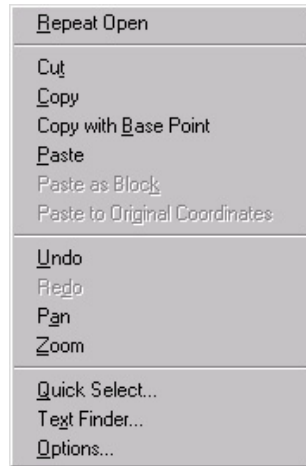 Repeat Open
Cut
Copy
Copy with Base Point
Paste
Paste as Block
Paste to Original Coordinates
Undo
Redo
Pan
Zoom
Quick Select...
Text Finder...
Options...